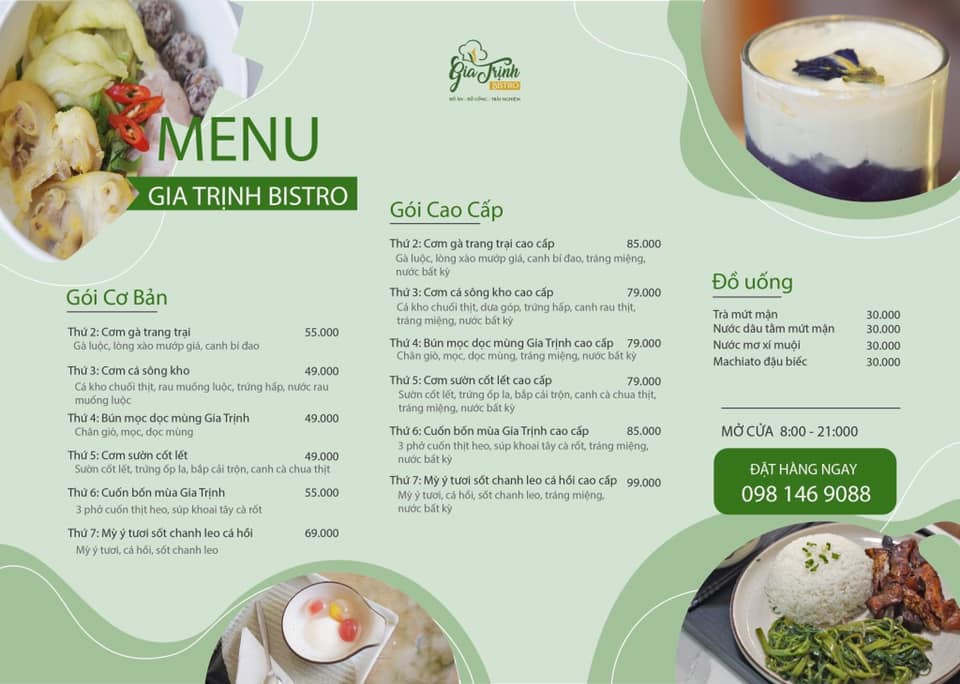 Gia Trịnh
BISTRO
ĐỒ ĂN - ĐỒ UỐNG - TRẢI NGHIỆM
MENU
GIA TRỊNH BISTRO
Gói Cơ Bản
Thứ 2: Cơm gà trang trại 55.000
Gà luộc, lòng xào mướp giá, canh bí đao
Thứ 3: Cơm cá sông kho 49.000
Cá kho chuối thịt, rau muống luộc, trứng hấp, nước rau
muống luộc
Thứ 4: Bún mọc dọc mùng Gia Trịnh 49.000
Chân giò, mọc, dọc mùng
Thứ 5: Cơm sườn cốt lết 49.000
Sườn cốt lết, trứng ốp la, bắp cải trộn, canh cà chua thịt
Thứ 6: Cuốn bốn mùa Gia Trịnh 55.000
3 phở cuốn thịt heo, súp khoai tây cà rốt
Thứ 7: Mỳ ý tươi sốt chanh leo cá hồi 69.000
Mỳ ý tươi, cá hồi, sốt chanh leo
Gói Cao Cấp
Thứ 2: Cơm gà trang trại cao cấp 85.000
Gà luộc, lòng xào mướp giá, canh bí đao, tráng miệng,
nước bất kỳ
Thứ 3: Cơm cá sông kho cao cấp 79.000
Cá kho chuối thịt, dưa góp, trứng hấp, canh rau thịt,
tráng miệng, nước bất kỳ
Thứ 4: Bún mọc dọc mùng Gia Trịnh cao cấp 79.000
Chân giò, mọc, dọc mùng, tráng miệng, nước bất kỳ
Thứ 5: Cơm sườn cốt lết cao cấp 79.000
Sườn cốt lết, trứng ốp la, bắp cải trộn, canh cà chua thịt,
tráng miệng, nước bất kỳ
Thứ 6: Cuốn bốn mùa Gia Trịnh cao cấp 85.000
3 phở cuốn thịt heo, súp khoai tây cà rốt, tráng miệng,
nước bất kỳ
Thứ 7: Mỳ ý tươi sốt chanh leo cá hồi cao cấp 99.000
Mỳ ý tươi, cá hồi, sốt chanh leo, tráng miệng,
nước bất kỳ
Đồ uống
Trà mứt mận 30.000
Nước dâu tằm mứt mận 30.000
Nước mơ xí muội 30.000
Machiato đậu biếc 30.000
MỞ CỬA 8:00 - 21:000
ĐẶT HÀNG NGAY
098 146 9088